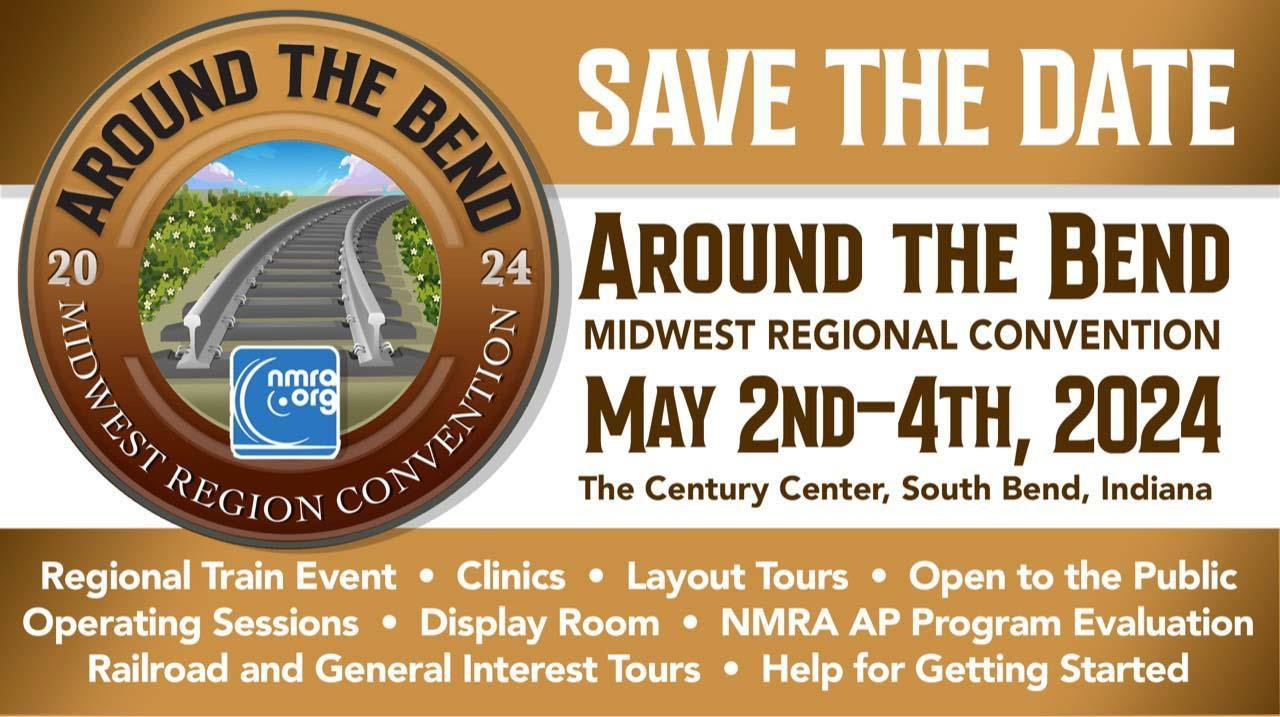 AROUND THE BEND
20 24
MIDWEST REGION CONVENTION
nmra
.org
SAVE THE DATE
AROUND THE BEND
MIDWEST REGIONAL CONVENTION
MAY 2ND–4TH, 2024
The Century Center, South Bend, Indiana
Regional Train Event • Clinics • Layout Tours • Open to the Public
Operating Sessions • Display Room • NMRA AP Program Evaluation
Railroad and General Interest Tours • Help for Getting Started